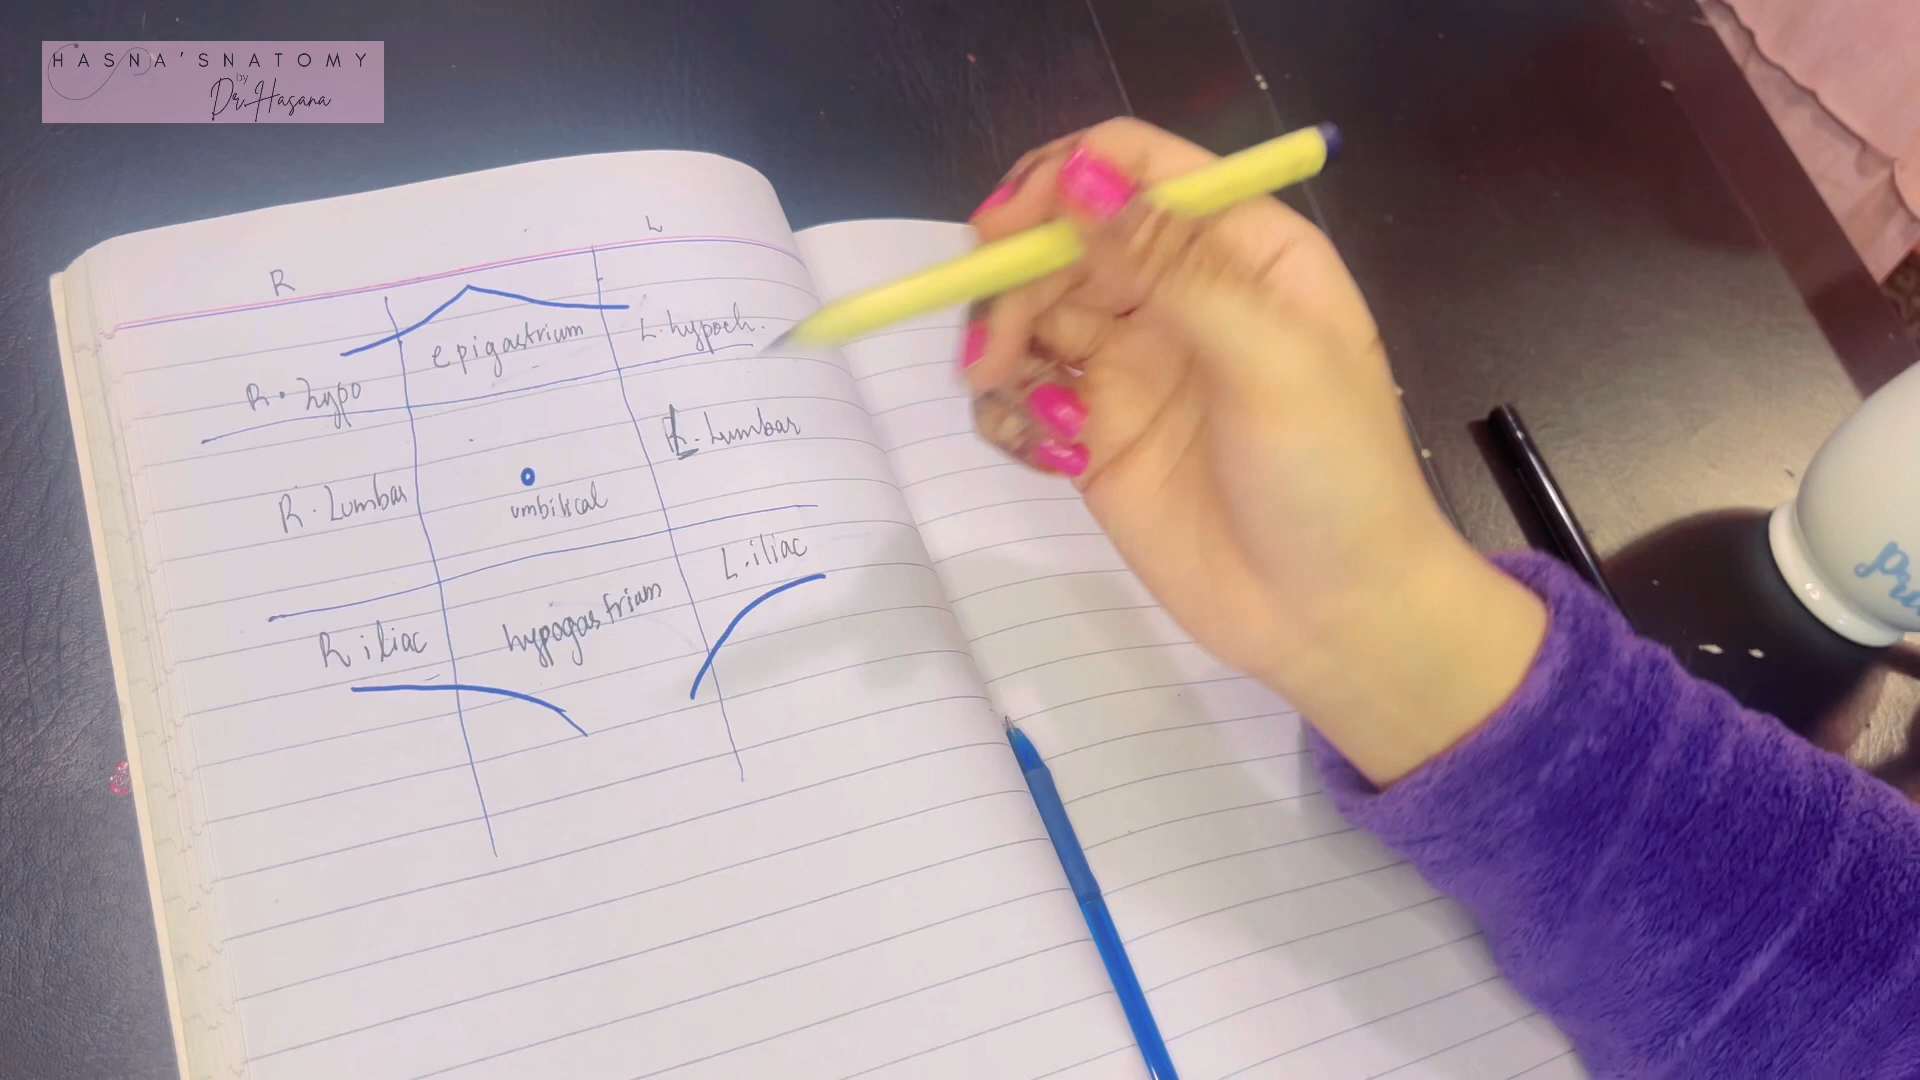 HASNA'SNATOMY
by
Dr.Hasana
R
L
R. hypo
epigastrium
L. hypoch.
R. Lumbar
umbilical
L. Lumbar
R iliac
hypogastrium
L. iliac